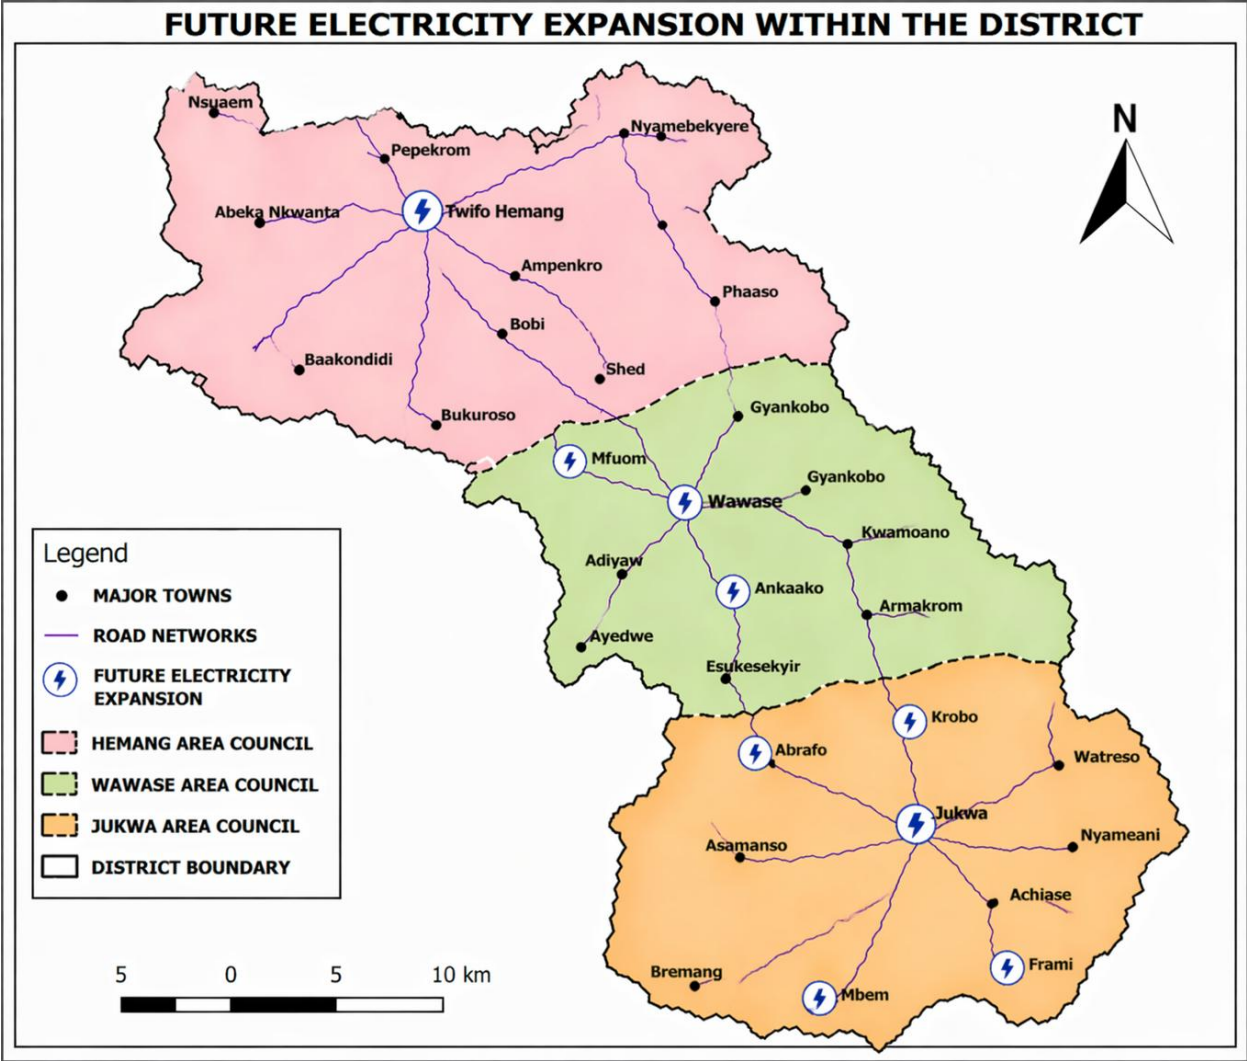 FUTURE ELECTRICITY EXPANSION WITHIN THE DISTRICT
N
Nsuaem
Nyamebekyere
Pepekrom
Abeka Nkwanta
Twifo Hemang
Ampenkro
Phaaso
Bobi
Baakondidi
Shed
Bukuroso
Gyankobo
Mfuom
Gyankobo
Wawase
Kwamoano
Adiyaw
Ankaako
Armakrom
Ayedwe
Esukesekyir
Krobo
Abrafo
Watreso
Jukwa
Nyameani
Asamanso
Achiase
Frami
Bremang
Mbem
Legend
MAJOR TOWNS
ROAD NETWORKS
FUTURE ELECTRICITY
EXPANSION
HEMANG AREA COUNCIL
WAWASE AREA COUNCIL
JUKWA AREA COUNCIL
DISTRICT BOUNDARY
5 0 5 10 km